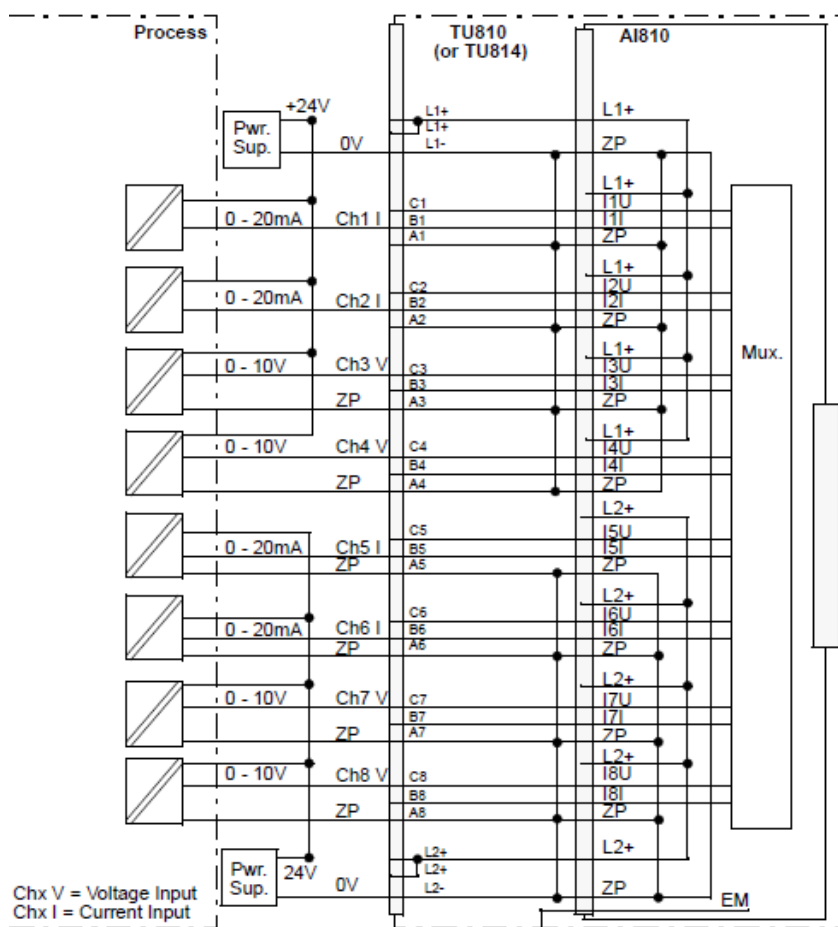 Process
TU810
(or TU814)
AI810
+24V
L1+
L1+
Pwr.
Sup.
L1+
0V
L1-
ZP
L1+
C1
I1U
0 - 20mA
Ch1 I
B1
I1I
A1
ZP
L1+
C2
I2U
0 - 20mA
Ch2 I
B2
I2I
A2
ZP
L1+
Mux.
0 - 10V
Ch3 V
C3
I3U
B3
I3I
ZP
A3
ZP
L1+
0 - 10V
Ch4 V
C4
I4U
B4
I4I
ZP
A4
ZP
L2+
C5
I5U
0 - 20mA
Ch5 I
B5
I5I
ZP
A5
ZP
L2+
C6
I6U
0 - 20mA
Ch6 I
B6
I6I
ZP
A6
ZP
L2+
0 - 10V
Ch7 V
C7
I7U
B7
I7I
ZP
A7
ZP
L2+
0 - 10V
Ch8 V
C8
I8U
B8
I8I
ZP
A8
ZP
L2+
L2+
Pwr.
Sup.
24V
L2+
0V
L2-
ZP
EM
Chx V = Voltage Input
Chx I = Current Input